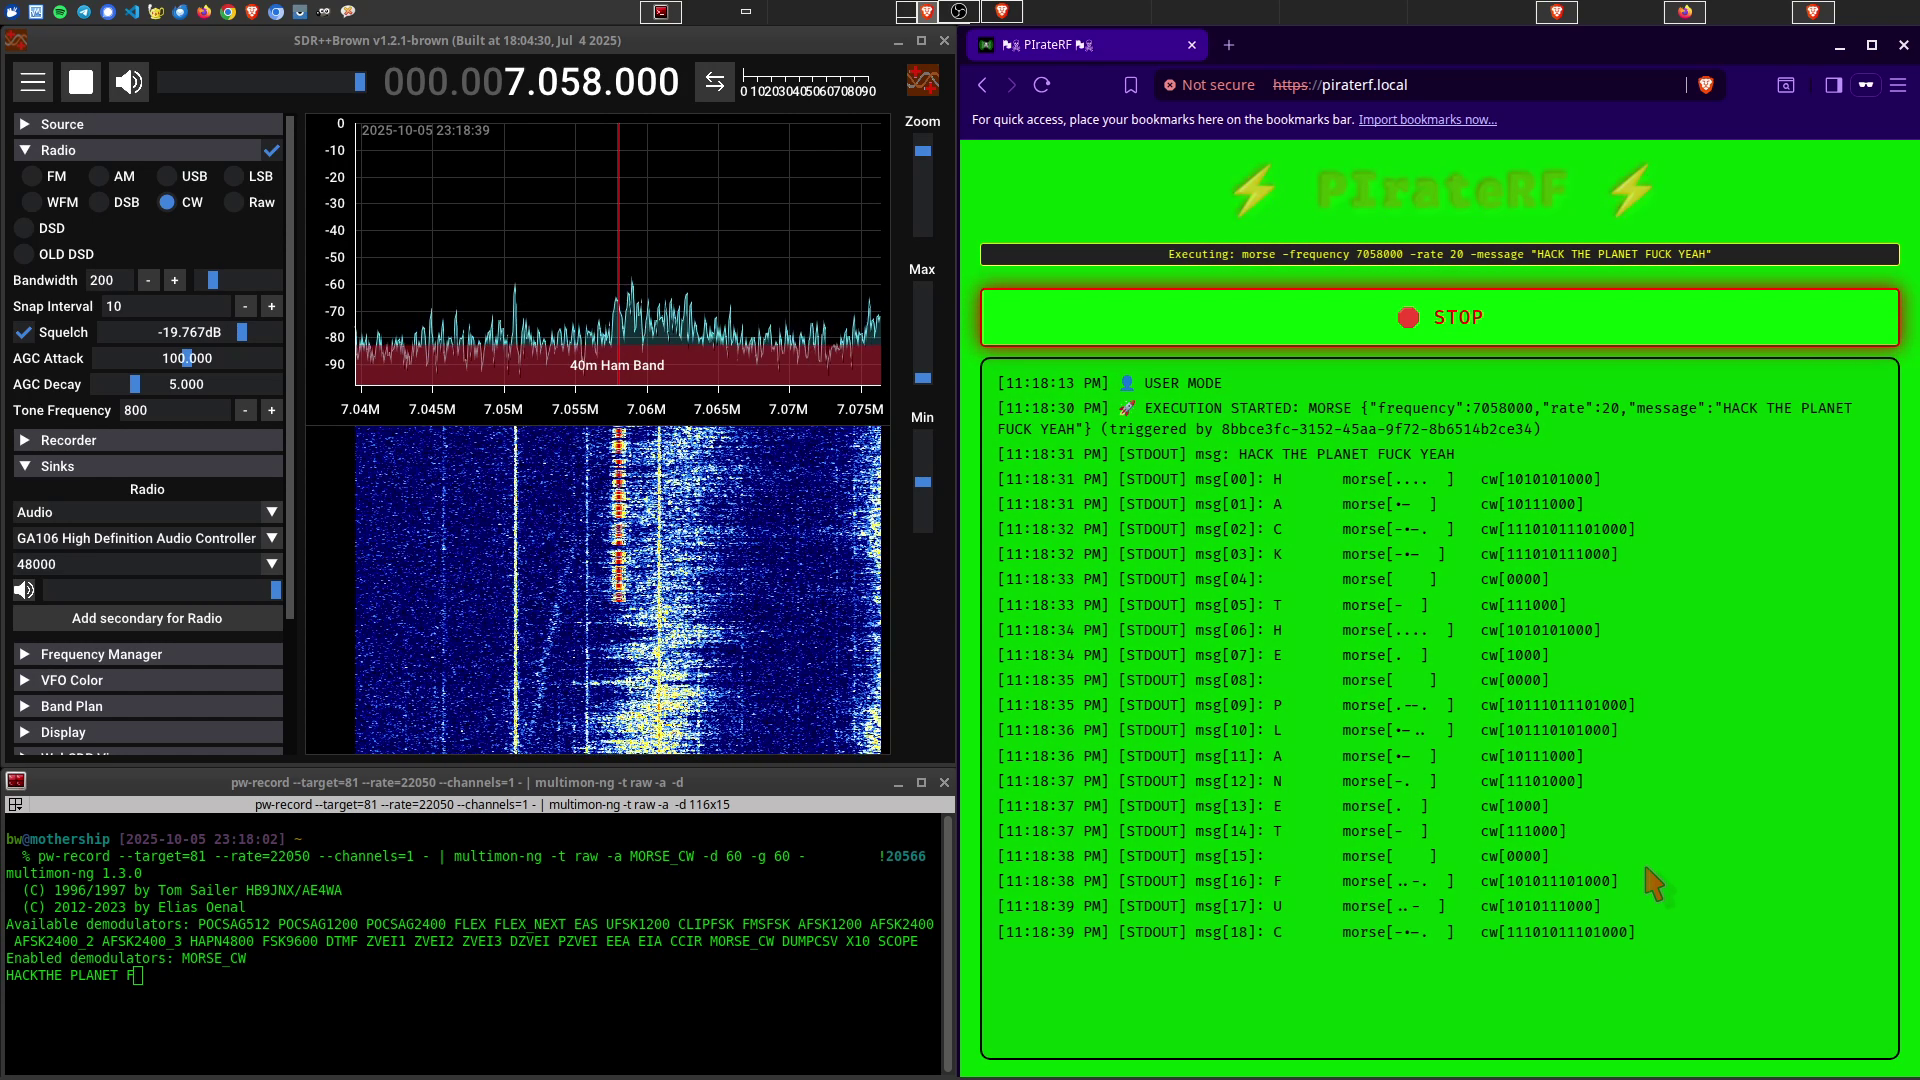 SDR++Brown v1.2.1-brown (Built at 18:04:30, Jul  4 2025)
000.007.058.000
0 102030405060708090
Source
Radio
FM AM USB LSB
WFM DSB CW Raw
DSD
OLD DSD
Bandwidth 200 - +
Snap Interval 10 - +
Squelch -19.767dB
AGC Attack 100.000
AGC Decay 5.000
Tone Frequency 800 - +
Recorder
Sinks
Radio
Audio
GA106 High Definition Audio Controller
48000
Add secondary for Radio
Frequency Manager
VFO Color
Band Plan
Display
2025-10-05 23:18:39
0
-10
-20
-30
-40
-50
-60
-70
-80
-90
40m Ham Band
7.04M 7.045M 7.05M 7.055M 7.06M 7.065M 7.07M 7.075M
Zoom
Max
Min
pw-record --target=81 --rate=22050 --channels=1 - | multimon-ng -t raw -a  -d
pw-record --target=81 --rate=22050 --channels=1 - | multimon-ng -t raw -a  -d 116x15
bw@mothership [2025-10-05 23:18:02] ~
% pw-record --target=81 --rate=22050 --channels=1 - | multimon-ng -t raw -a MORSE_CW -d 60 -g 60 - !20566
multimon-ng 1.3.0
(C) 1996/1997 by Tom Sailer HB9JNX/AE4WA
(C) 2012-2023 by Elias Oenal
Available demodulators: POCSAG512 POCSAG1200 POCSAG2400 FLEX FLEX_NEXT EAS UFSK1200 CLIPFSK FMSFSK AFSK1200 AFSK2400
AFSK2400_2 AFSK2400_3 HAPN4800 FSK9600 DTMF ZVEI1 ZVEI2 ZVEI3 DZVEI PZVEI EEA EIA CCIR MORSE_CW DUMPCSV X10 SCOPE
Enabled demodulators: MORSE_CW
HACKTHE PLANET F
PIrateRF
Not secure https://piraterf.local
For quick access, place your bookmarks here on the bookmarks bar. Import bookmarks now...
⚡ PIrateRF ⚡
Executing: morse -frequency 7058000 -rate 20 -message "HACK THE PLANET FUCK YEAH"
🛑 STOP
[11:18:13 PM] 👤 USER MODE
[11:18:30 PM] 🚀 EXECUTION STARTED: MORSE {"frequency":7058000,"rate":20,"message":"HACK THE PLANET
FUCK YEAH"} (triggered by 8bbce3fc-3152-45aa-9f72-8b6514b2ce34)
[11:18:31 PM] [STDOUT] msg: HACK THE PLANET FUCK YEAH
[11:18:31 PM] [STDOUT] msg[00]: H morse[.... ] cw[1010101000]
[11:18:31 PM] [STDOUT] msg[01]: A morse[•— ] cw[10111000]
[11:18:32 PM] [STDOUT] msg[02]: C morse[—•—. ] cw[11101011101000]
[11:18:32 PM] [STDOUT] msg[03]: K morse[—•— ] cw[111010111000]
[11:18:33 PM] [STDOUT] msg[04]: morse[ ] cw[0000]
[11:18:33 PM] [STDOUT] msg[05]: T morse[- ] cw[111000]
[11:18:34 PM] [STDOUT] msg[06]: H morse[.... ] cw[1010101000]
[11:18:34 PM] [STDOUT] msg[07]: E morse[. ] cw[1000]
[11:18:35 PM] [STDOUT] msg[08]: morse[ ] cw[0000]
[11:18:35 PM] [STDOUT] msg[09]: P morse[.--. ] cw[10111011101000]
[11:18:36 PM] [STDOUT] msg[10]: L morse[•—.. ] cw[101110101000]
[11:18:36 PM] [STDOUT] msg[11]: A morse[•— ] cw[10111000]
[11:18:37 PM] [STDOUT] msg[12]: N morse[-. ] cw[11101000]
[11:18:37 PM] [STDOUT] msg[13]: E morse[. ] cw[1000]
[11:18:37 PM] [STDOUT] msg[14]: T morse[- ] cw[111000]
[11:18:38 PM] [STDOUT] msg[15]: morse[ ] cw[0000]
[11:18:38 PM] [STDOUT] msg[16]: F morse[..-. ] cw[101011101000]
[11:18:39 PM] [STDOUT] msg[17]: U morse[..- ] cw[1010111000]
[11:18:39 PM] [STDOUT] msg[18]: C morse[—•—. ] cw[11101011101000]